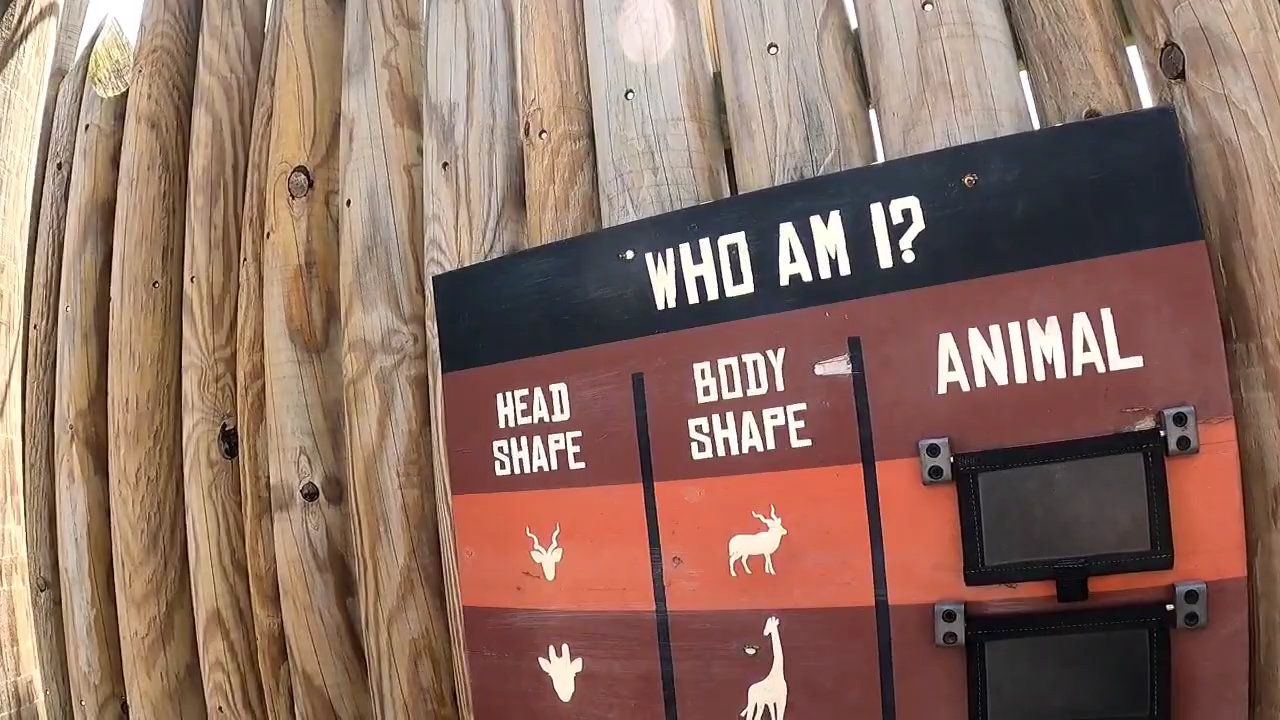 WHO AM I?
HEAD
SHAPE
BODY
SHAPE
ANIMAL